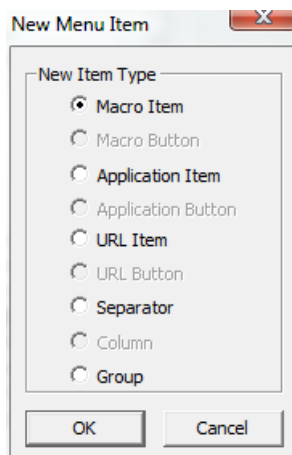 New Menu Item
New Item Type
Macro Item
Macro Button
Application Item
Application Button
URL Item
URL Button
Separator
Column
Group
OK Cancel